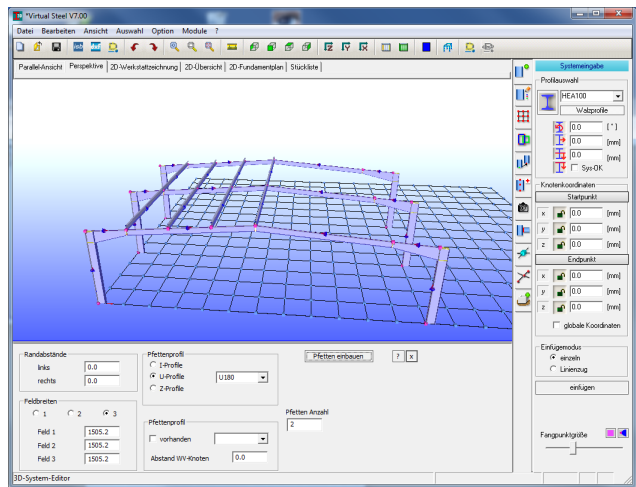 *Virtual Steel V7.00
Datei Bearbeiten Ansicht Auswahl Option Module ?
Parallel-Ansicht Perspektive 2D-Werkstattzeichnung 2D-Übersicht 2D-Fundamentplan Stückliste
Systemeingabe
Profilauswahl
HEA100
Walzprofile
0.0 [°]
0.0 [mm]
0.0 [mm]
Sys-OK
Knotenkoordinaten
Startpunkt
x 0.0 [mm]
y 0.0 [mm]
z 0.0 [mm]
Endpunkt
x 0.0 [mm]
y 0.0 [mm]
z 0.0 [mm]
globale Koordinaten
Einfügemodus
einzeln
Linienzug
einfügen
Fangpunktgröße
Randabstände
links 0.0
rechts 0.0
Feldbreiten
1 2 3
Feld 1 1505.2
Feld 2 1505.2
Feld 3 1505.2
Pfettenprofil
I-Profile
U-Profile
Z-Profile
U180
Pfettenprofil
vorhanden
Abstand WV-Knoten 0.0
Pfetten einbauen ? x
Pfetten Anzahl
2
3D-System-Editor